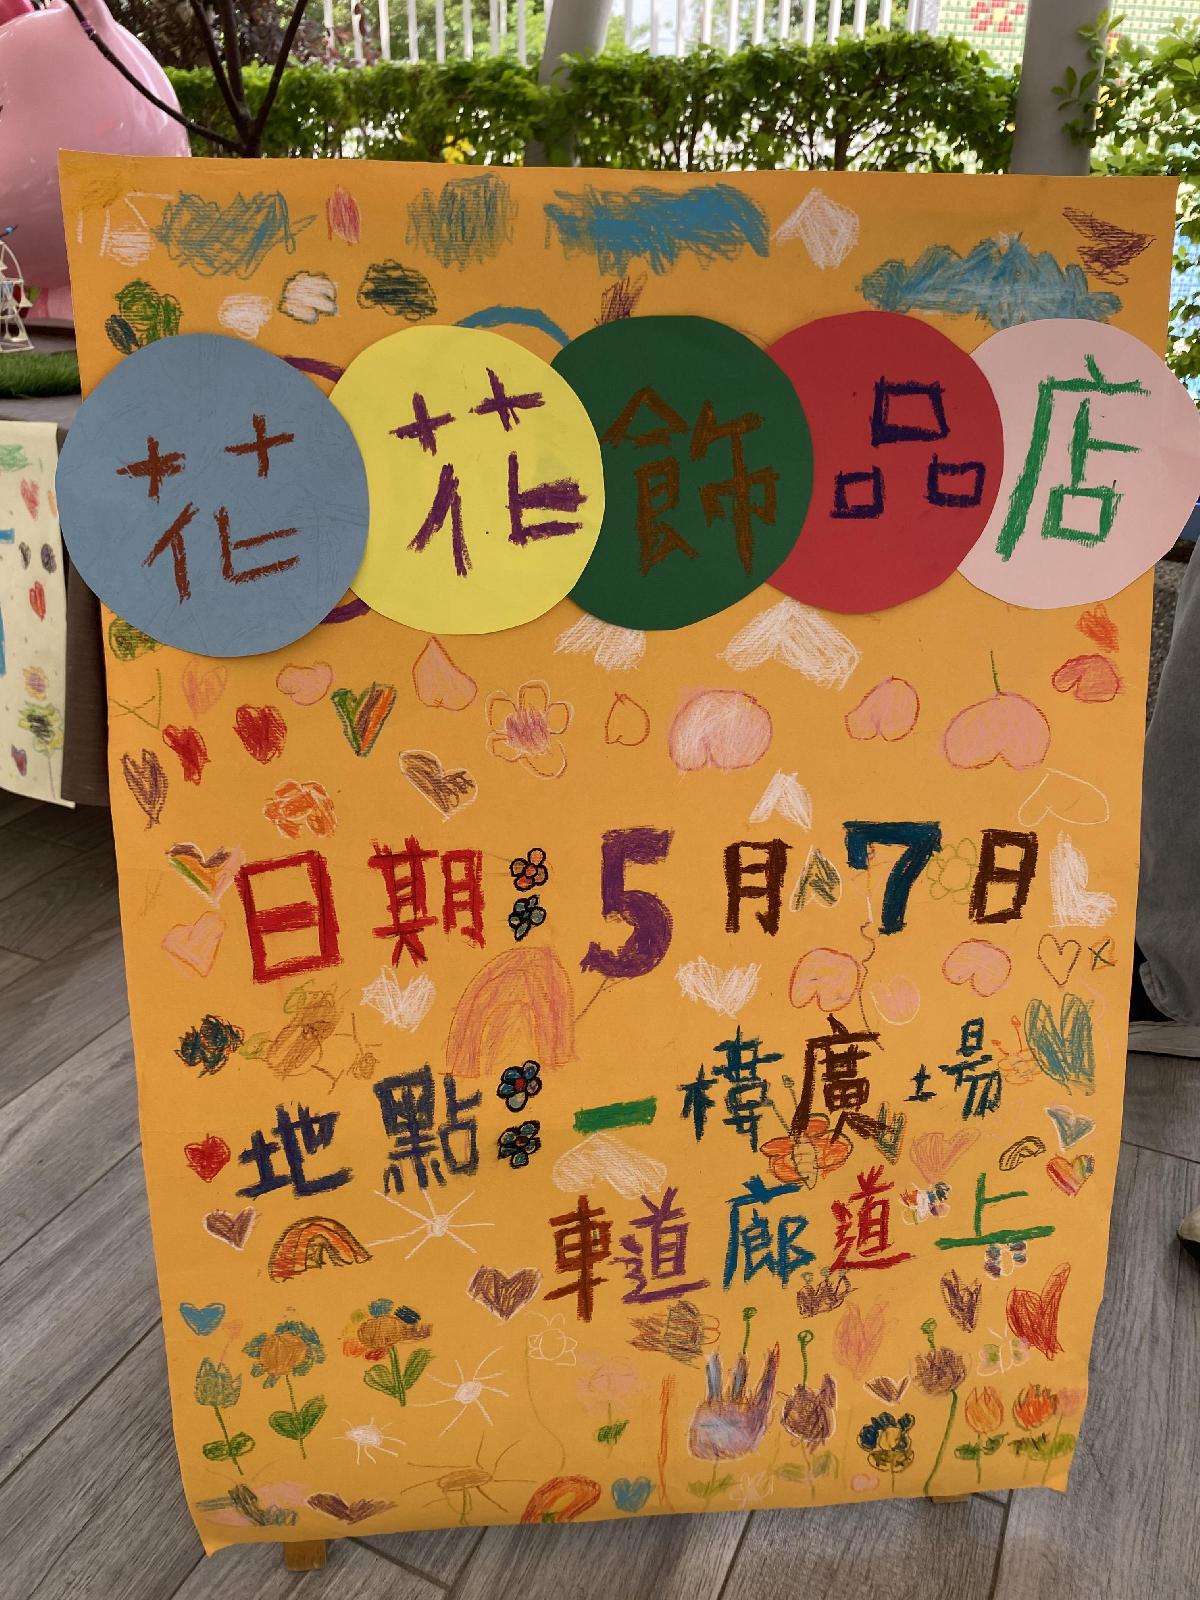 花花飾品店
日期：5月7日
地點：一樓廣場
車道廊道上